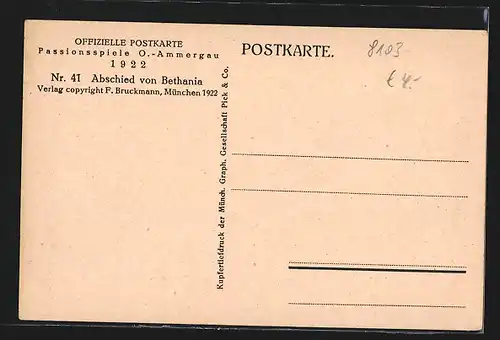 OFFIZIELLE POSTKARTE
Passionsspiele O.-Ammergau
1922
Nr. 41 Abschied von Bethania
Verlag copyright F. Bruckmann, München 1922
Kupfertiefdruck der Münch. Graph. Gesellschaft Pick & Co.
POSTKARTE.
8103
€ 4.-